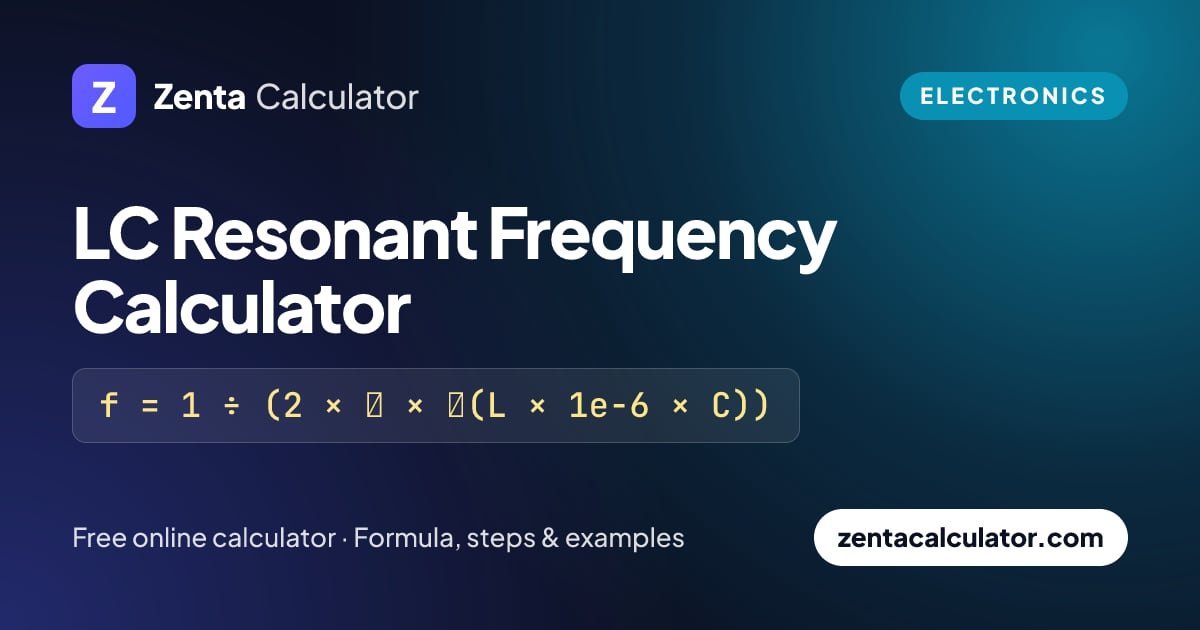 Z Zenta Calculator
ELECTRONICS
LC Resonant Frequency
Calculator
f = 1 ÷ (2 × × (L × 1e-6 × C))
Free online calculator · Formula, steps & examples
zentacalculator.com